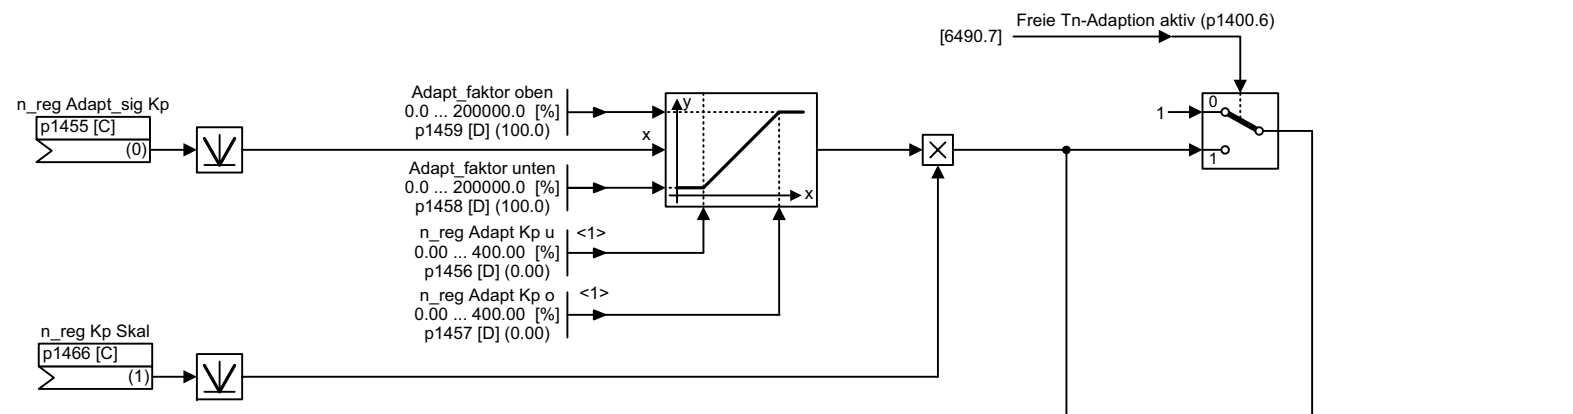 Freie Tn-Adaption aktiv (p1400.6)
[6490.7]
n_reg Adapt_sig Kp
p1455 [C]
(0)
Adapt_faktor oben
0.0 ... 200000.0 [%]
p1459 [D] (100.0)
x
Adapt_faktor unten
0.0 ... 200000.0 [%]
p1458 [D] (100.0)
y
x
1
0
1
n_reg Adapt Kp u
<1>
0.00 ... 400.00 [%]
p1456 [D] (0.00)
n_reg Adapt Kp o
<1>
0.00 ... 400.00 [%]
p1457 [D] (0.00)
n_reg Kp Skal
p1466 [C]
(1)